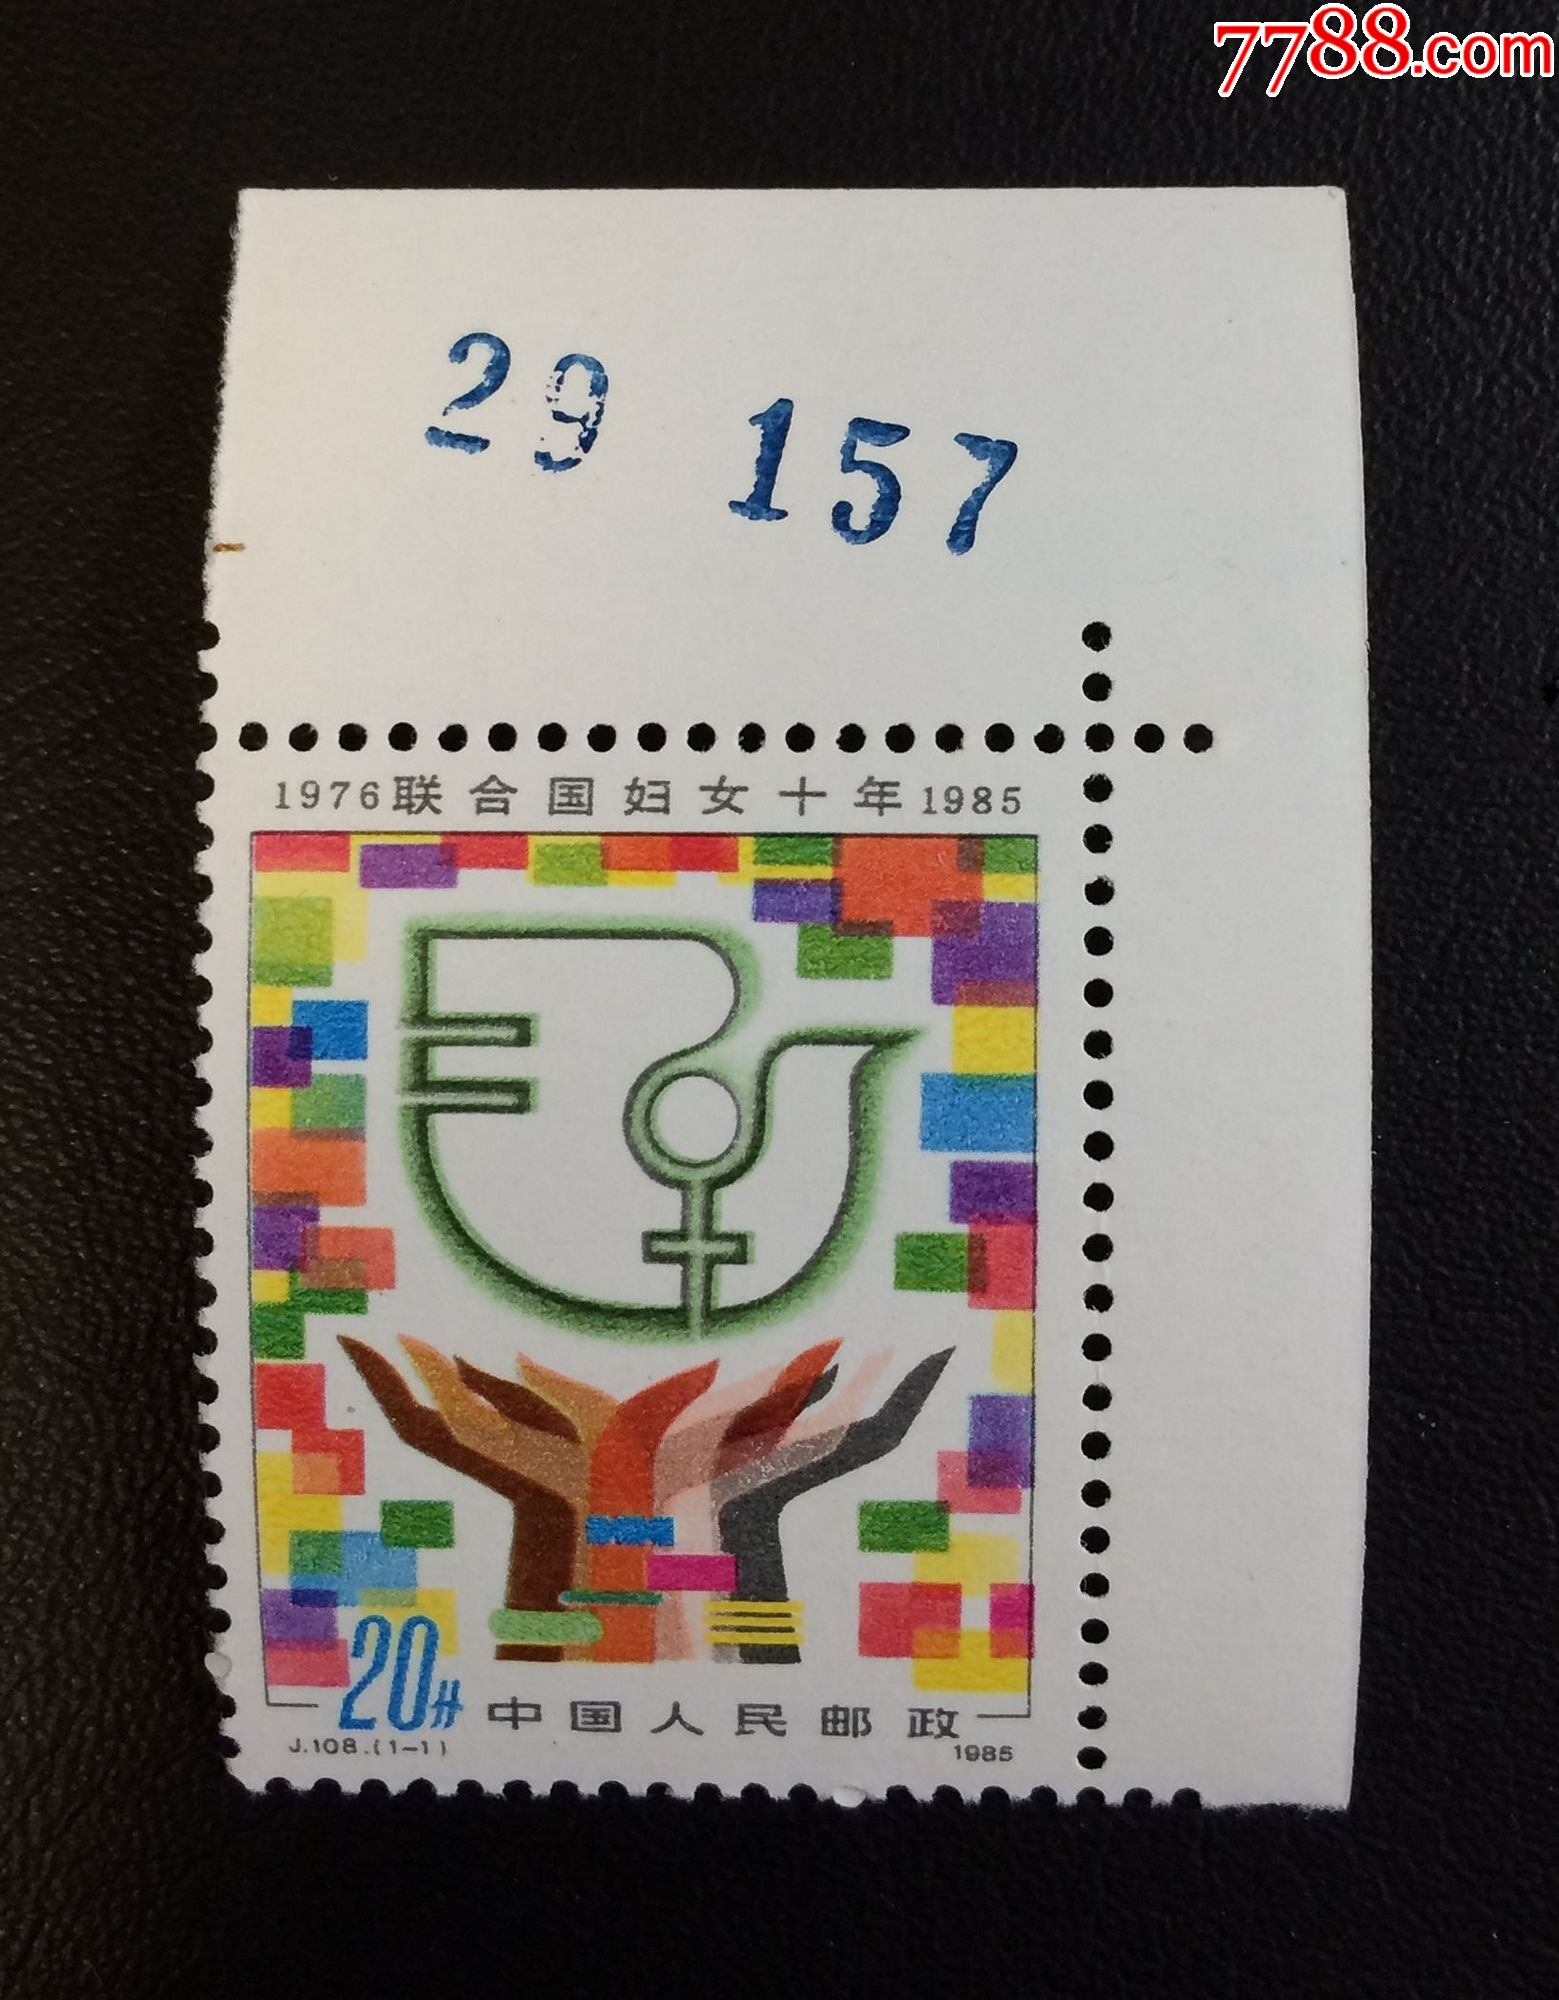 7788.com
29 157
1976联合国妇女十年1985
20分 中国人民邮政
J.108.(1-1) 1985